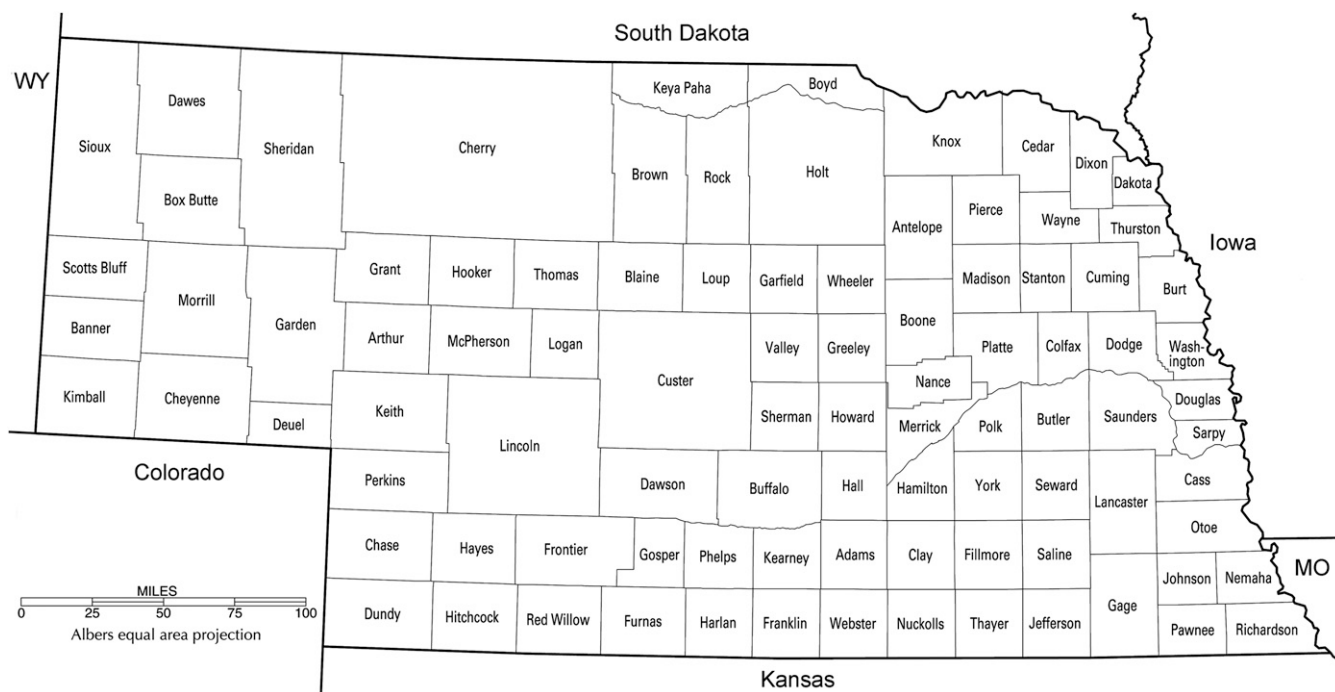 South Dakota
WY
Keya Paha
Boyd
Dawes
Sioux
Sheridan
Cherry
Knox
Cedar
Dixon
Brown
Rock
Holt
Dakota
Box Butte
Pierce
Wayne
Antelope
Thurston
Iowa
Scotts Bluff
Grant
Hooker
Thomas
Blaine
Loup
Garfield
Wheeler
Madison
Stanton
Cuming
Burt
Morrill
Garden
Banner
Boone
Arthur
McPherson
Logan
Valley
Greeley
Platte
Colfax
Dodge
Wash-
ington
Custer
Nance
Kimball
Cheyenne
Keith
Douglas
Deuel
Sherman
Howard
Merrick
Polk
Butler
Saunders
Sarpy
Lincoln
Colorado
Perkins
Dawson
Buffalo
Hall
Hamilton
York
Seward
Lancaster
Cass
Otoe
Chase
Hayes
Frontier
Gosper
Phelps
Kearney
Adams
Clay
Fillmore
Saline
Johnson
Nemaha
MO
MILES
0 25 50 75 100
Albers equal area projection
Dundy
Hitchcock
Red Willow
Furnas
Harlan
Franklin
Webster
Nuckolls
Thayer
Jefferson
Gage
Pawnee
Richardson
Kansas